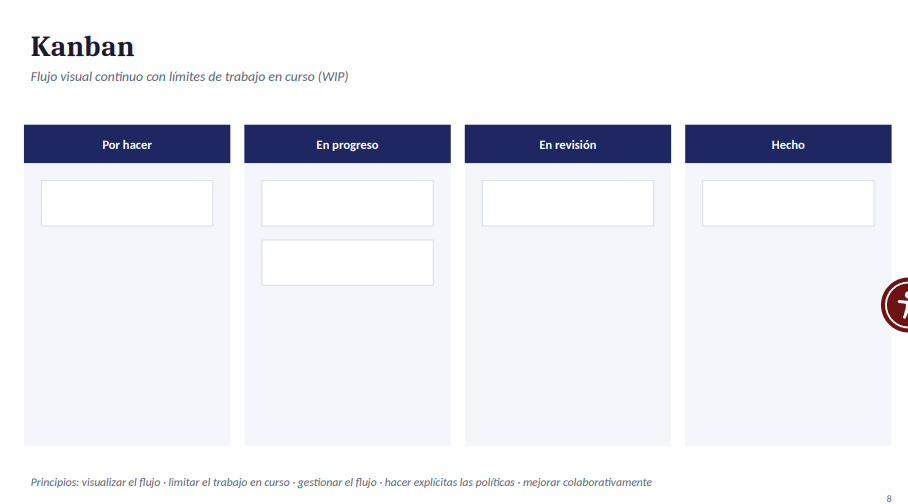 Kanban
Flujo visual continuo con límites de trabajo en curso (WIP)
Por hacer
En progreso
En revisión
Hecho
Principios: visualizar el flujo · limitar el trabajo en curso · gestionar el flujo · hacer explícitas las políticas · mejorar colaborativamente
8